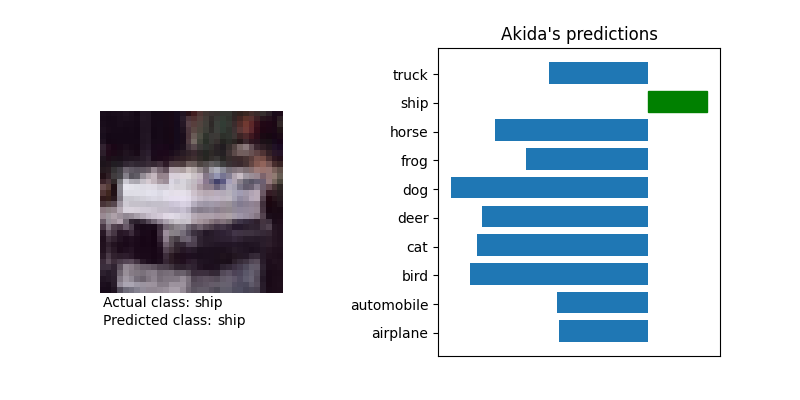 Akida's predictions
truck
ship
horse
frog
dog
deer
cat
bird
automobile
airplane
Actual class: ship
Predicted class: ship